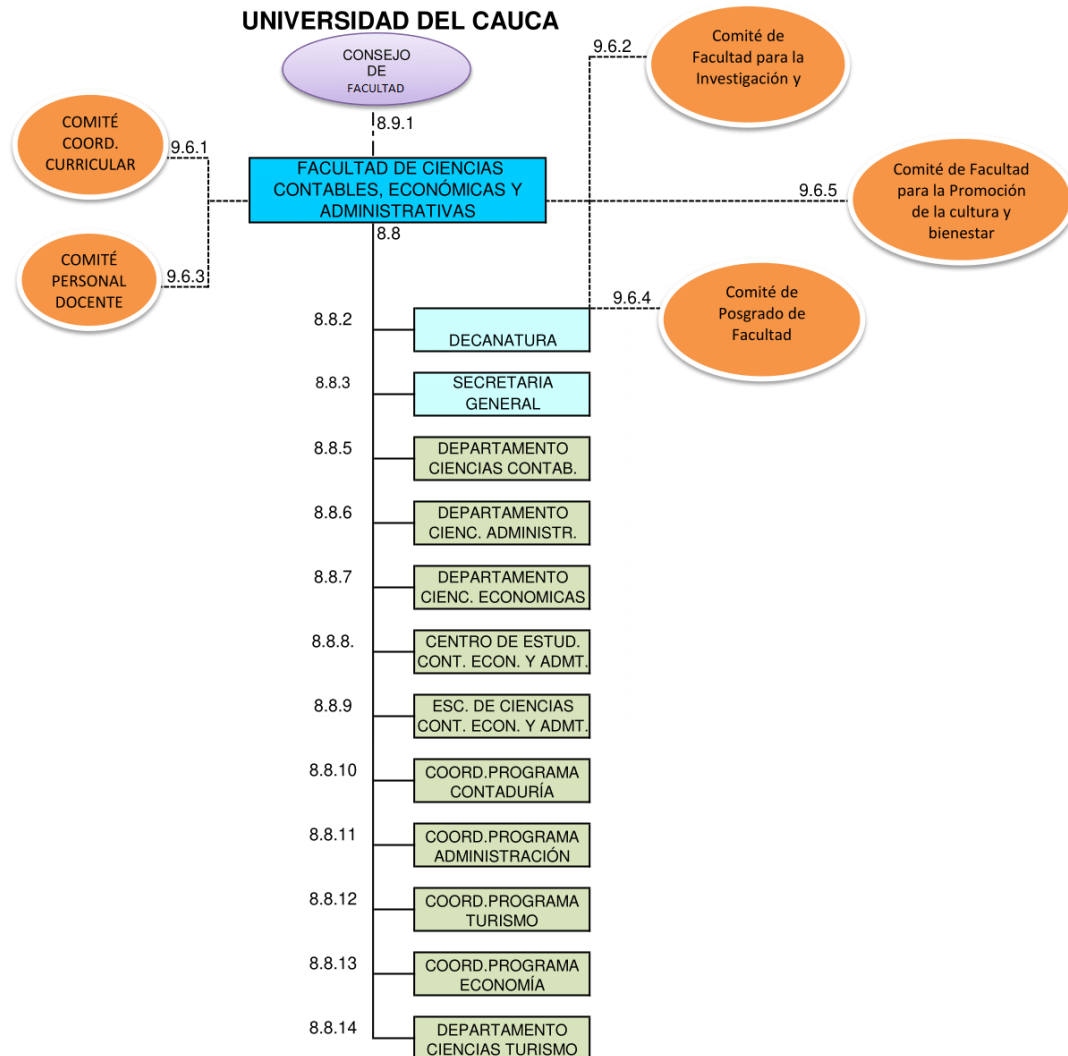 UNIVERSIDAD DEL CAUCA
CONSEJO
DE
FACULTAD
8.9.1
FACULTAD DE CIENCIAS
CONTABLES, ECONÓMICAS Y
ADMINISTRATIVAS
8.8
COMITÉ
COORD.
CURRICULAR
9.6.1
COMITÉ
PERSONAL
DOCENTE
9.6.3
9.6.2
Comité de
Facultad para la
Investigación y
9.6.5
Comité de Facultad
para la Promoción
de la cultura y
bienestar
9.6.4
Comité de
Posgrado de
Facultad
8.8.2
DECANATURA
8.8.3
SECRETARIA
GENERAL
8.8.5
DEPARTAMENTO
CIENCIAS CONTAB.
8.8.6
DEPARTAMENTO
CIENC. ADMINISTR.
8.8.7
DEPARTAMENTO
CIENC. ECONOMICAS
8.8.8.
CENTRO DE ESTUD.
CONT. ECON. Y ADMT.
8.8.9
ESC. DE CIENCIAS
CONT. ECON. Y ADMT.
8.8.10
COORD.PROGRAMA
CONTADURÍA
8.8.11
COORD.PROGRAMA
ADMINISTRACIÓN
8.8.12
COORD.PROGRAMA
TURISMO
8.8.13
COORD.PROGRAMA
ECONOMÍA
8.8.14
DEPARTAMENTO
CIENCIAS TURISMO